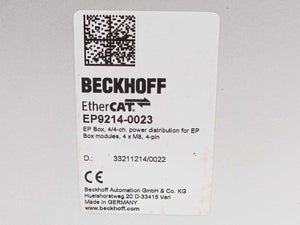 BECKHOFF
EtherCAT
EP9214-0023
EP Box, 4/4-ch. power distribution for EP
Box modules, 4 x M8, 4-pin
D.: 33211214/0022
CE
Beckhoff Automation GmbH & Co. KG
Huelshorstweg 20 D-33415 Verl
Made in GERMANY
www.beckhoff.com